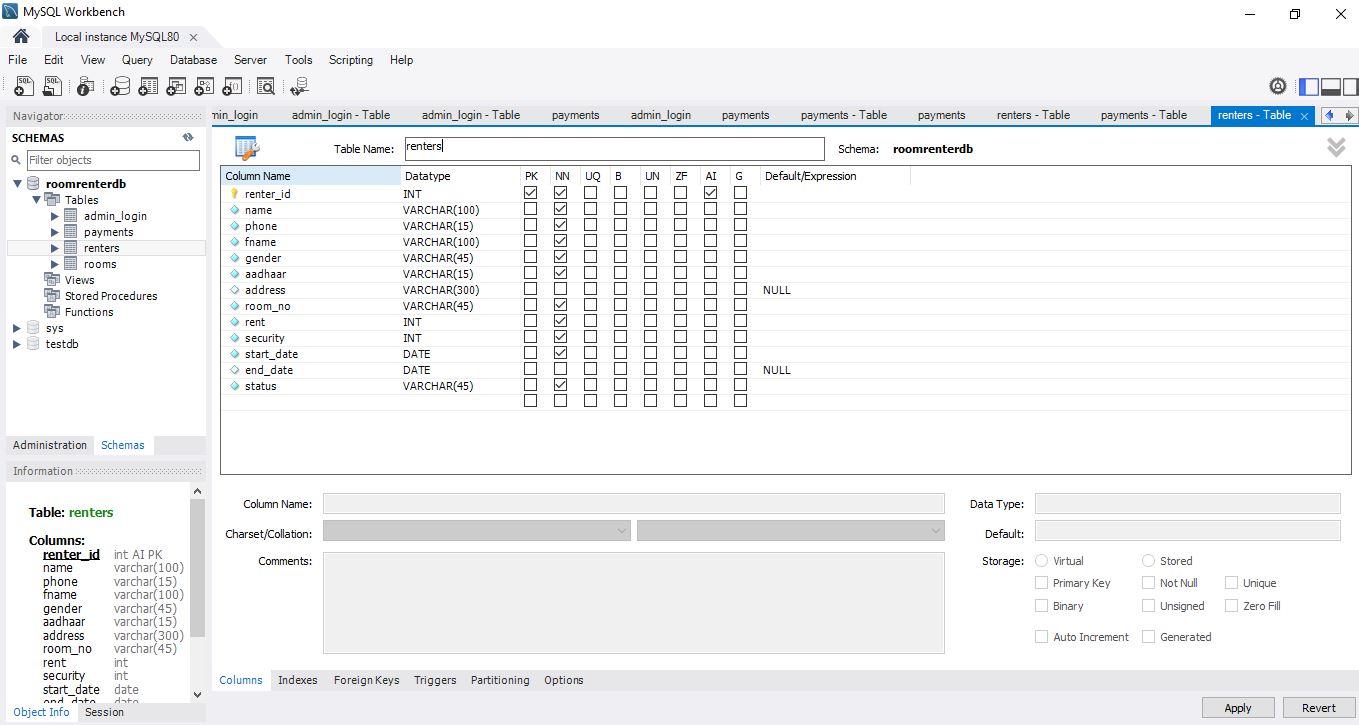 MySQL Workbench
Local instance MySQL80
File Edit View Query Database Server Tools Scripting Help
Navigator
SCHEMAS
Filter objects
roomrenterdb
Tables
admin_login
payments
renters
rooms
Views
Stored Procedures
Functions
sys
testdb
Administration Schemas
Information
Table: renters
Columns:
renter_id int AI PK
name varchar(100)
phone varchar(15)
fname varchar(100)
gender varchar(45)
aadhaar varchar(15)
address varchar(300)
room_no varchar(45)
rent int
security int
start_date date
end_date date
Object Info Session
min_login admin_login - Table admin_login - Table payments admin_login payments payments - Table payments renters - Table payments - Table renters - Table
Table Name: renters Schema: roomrenterdb
Column Name Datatype PK NN UQ B UN ZF AI G Default/Expression
renter_id INT
name VARCHAR(100)
phone VARCHAR(15)
fname VARCHAR(100)
gender VARCHAR(45)
aadhaar VARCHAR(15)
address VARCHAR(300) NULL
room_no VARCHAR(45)
rent INT
security INT
start_date DATE
end_date DATE NULL
status VARCHAR(45)
Column Name: Data Type:
Charset/Collation: Default:
Comments: Storage: Virtual Stored
Primary Key Not Null Unique
Binary Unsigned Zero Fill
Auto Increment Generated
Columns Indexes Foreign Keys Triggers Partitioning Options
Apply Revert